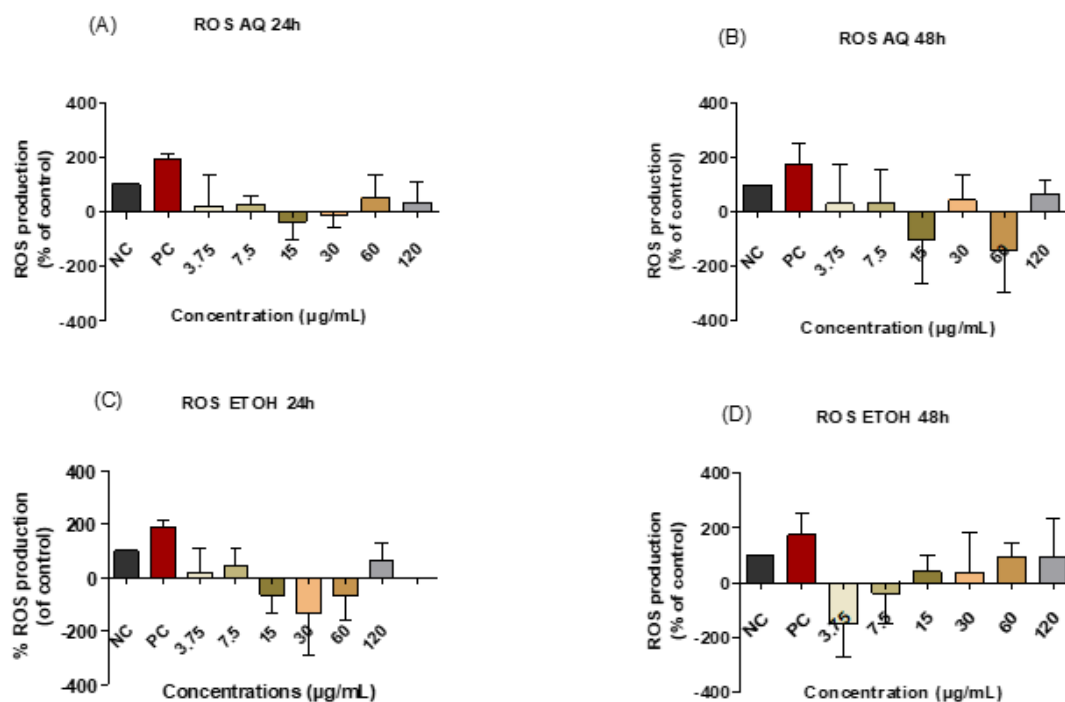 (A)
ROS AQ 24h
ROS production
(% of control)
400
200
0
-200
-400
NC
PC
3.75
7.5
15
30
60
120
Concentration (µg/mL)
(B)
ROS AQ 48h
ROS production
(% of control)
400
200
0
-200
-400
NC
PC
3.75
7.5
15
30
60
120
Concentration (µg/mL)
(C)
ROS ETOH 24h
% ROS production
(of control)
400
200
0
-200
-400
NC
PC
3.75
7.5
15
30
60
120
Concentrations (µg/mL)
(D)
ROS ETOH 48h
ROS production
(% of control)
400
200
0
-200
-400
NC
PC
3.75
7.5
15
30
60
120
Concentration (µg/mL)